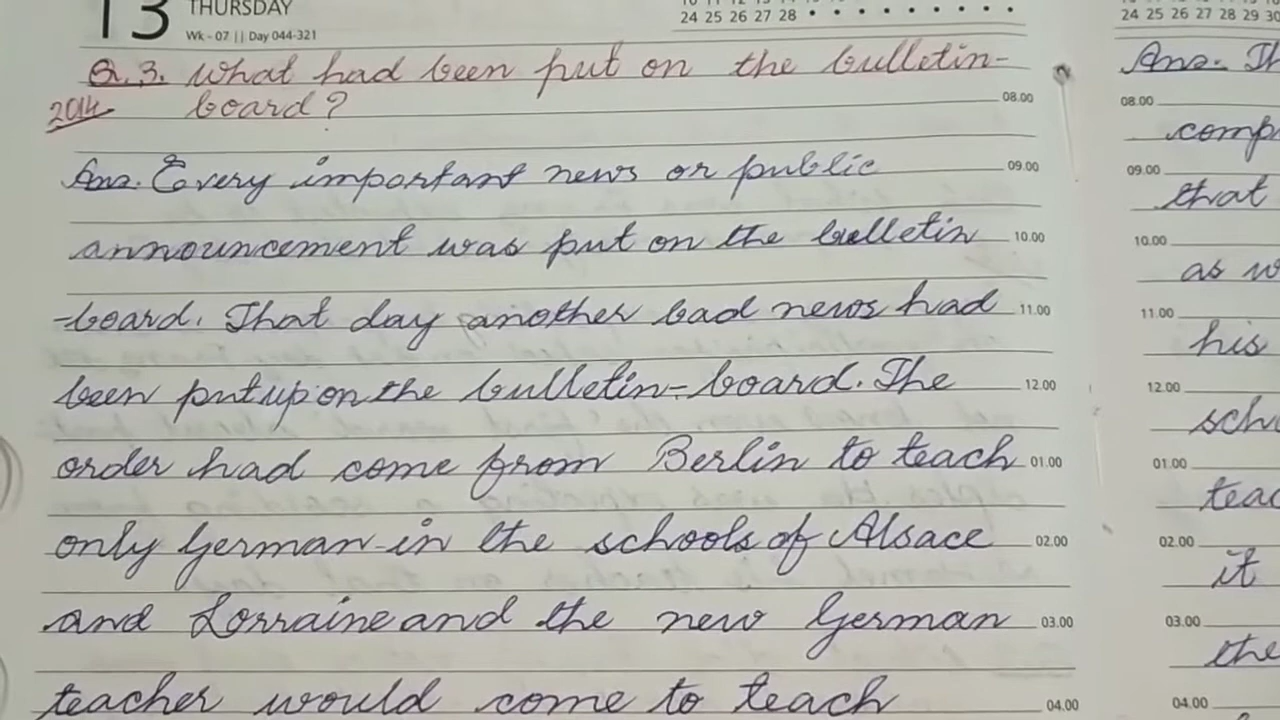 13 THURSDAY
Wk - 07 || Day 044-321
24 25 26 27 28
Q. 3. What had been put on the bulletin-
2014 board?
08.00
Ans. Every important news or public
09.00
announcement was put on the bulletin
10.00
-board. That day another bad news had
11.00
been put up on the bulletin-board. The
12.00
order had come from Berlin to teach
01.00
only German in the schools of Alsace
02.00
and Lorraine and the new German
03.00
teacher would come to teach
04.00
24 25 26 27 28 29 30
Ans.
08.00
09.00
that
10.00
as
11.00
his
12.00
01.00
02.00
it
03.00
04.00